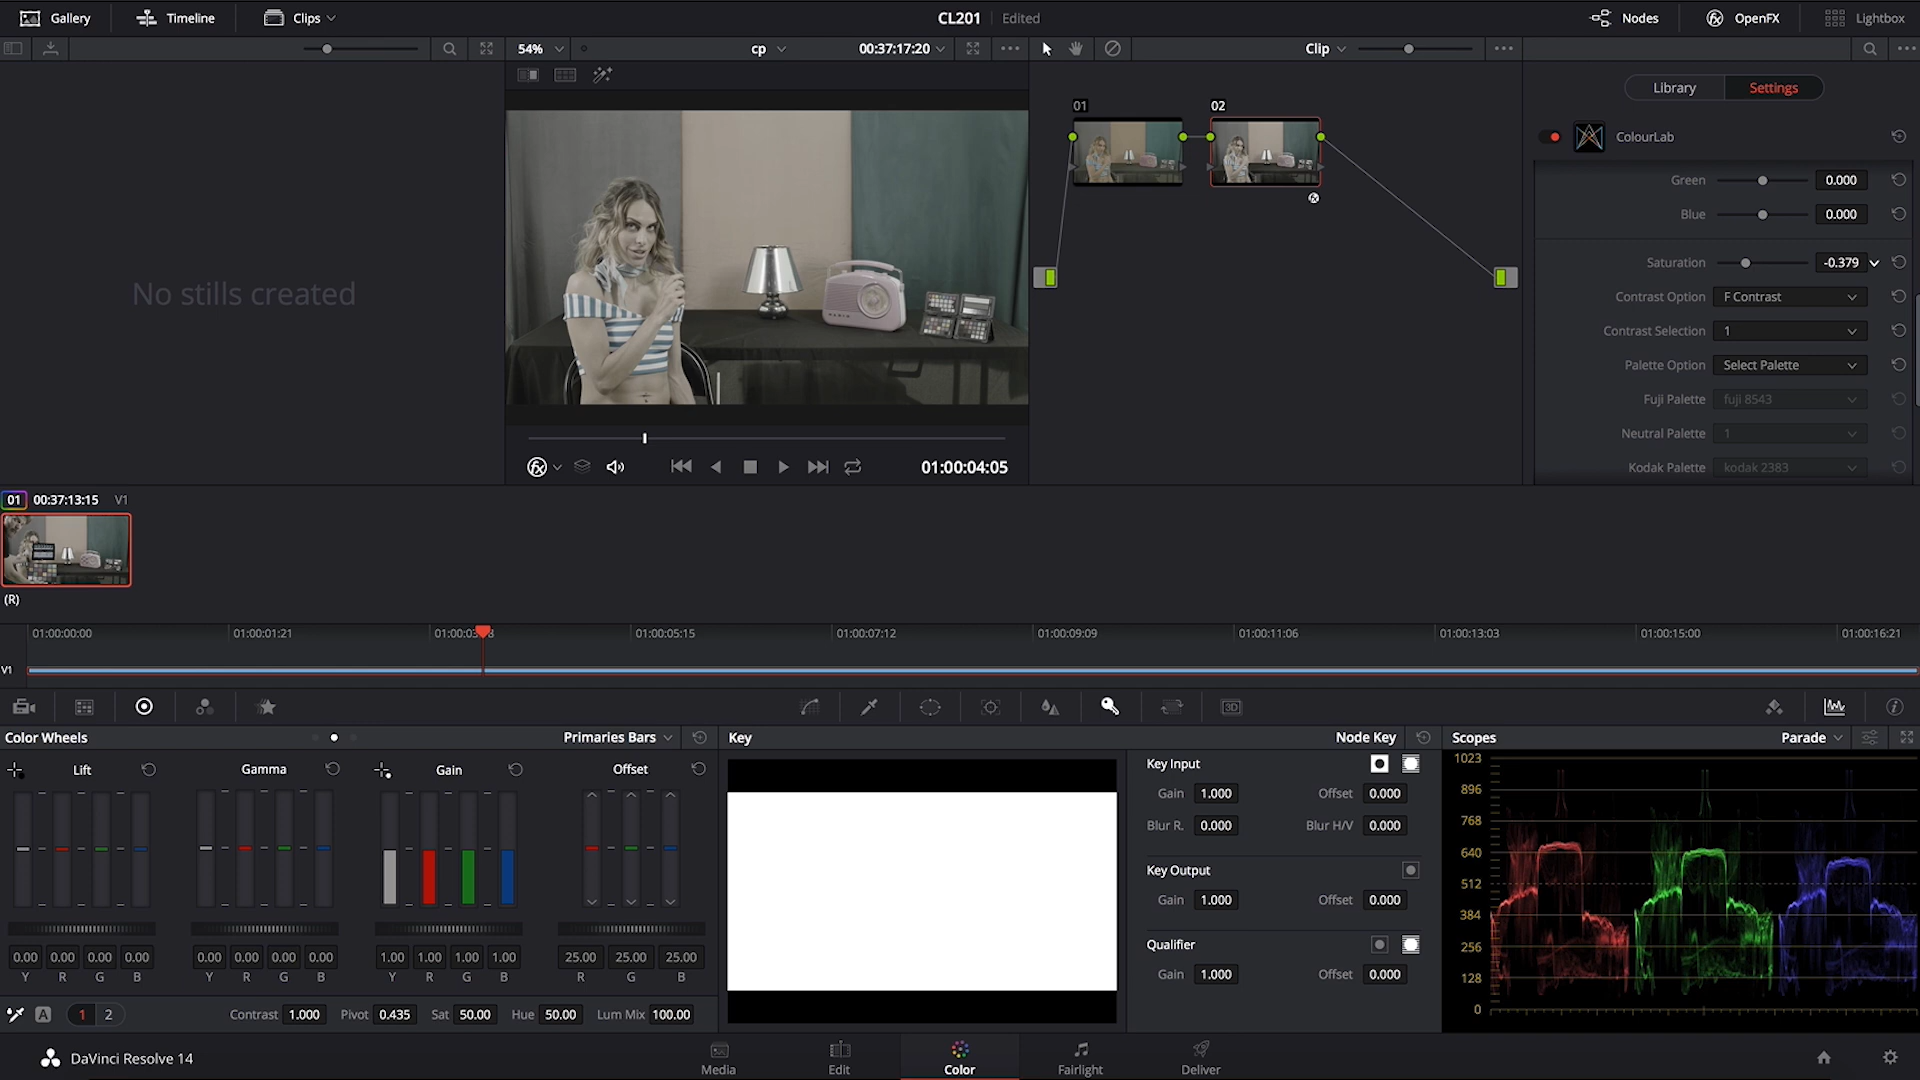 Gallery Timeline Clips CL201 Edited Nodes OpenFX Lightbox
54% cp 00:37:17:20 Clip
No stills created
01 02
01:00:04:05
Library Settings
ColourLab
Green 0.000
Blue 0.000
Saturation -0.379
Contrast Option F Contrast
Contrast Selection 1
Palette Option Select Palette
Fuji Palette fuji 8543
Neutral Palette 1
Kodak Palette kodak 2383
01 00:37:13:15 V1
(R)
01:00:00:00 01:00:01:21 01:00:05:15 01:00:07:12 01:00:09:09 01:00:11:06 01:00:13:03 01:00:15:00 01:00:16:21
V1
3D
Color Wheels Primaries Bars Key Node Key Scopes Parade
Lift Gamma Gain Offset
0.00 0.00 0.00 0.00 0.00 0.00 0.00 0.00 1.00 1.00 1.00 1.00 25.00 25.00 25.00
Y R G B Y R G B Y R G B R G B
A 1 2 Contrast 1.000 Pivot 0.435 Sat 50.00 Hue 50.00 Lum Mix 100.00
Key Input
Gain 1.000 Offset 0.000
Blur R. 0.000 Blur H/V 0.000
Key Output
Gain 1.000 Offset 0.000
Qualifier
Gain 1.000 Offset 0.000
1023
896
768
640
512
384
256
128
0
DaVinci Resolve 14
Media Edit Color Fairlight Deliver